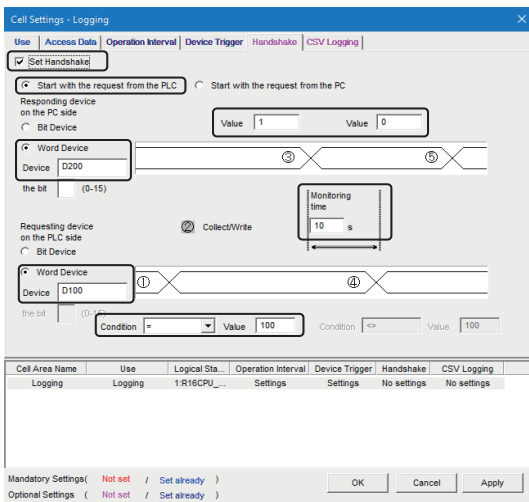 Cell Settings - Logging
Use Access Data Operation Interval Device Trigger Handshake CSV Logging
Set Handshake
Start with the request from the PLC Start with the request from the PC
Responding device
on the PC side
Bit Device
Value 1 Value 0
Word Device
Device D200
③ ⑤
the bit (0-15)
Monitoring
time
10 s
Requesting device
on the PLC side
② Collect/Write
Bit Device
Word Device
Device D100
① ④
the bit
Condition = Value 100 Condition <> Value 100
Cell Area Name Use Logical Sta... Operation Interval Device Trigger Handshake CSV Logging
Logging Logging 1:R16CPU_... Settings Settings No settings No settings
Mandatory Settings( Not set / Set already )
Optional Settings ( Not set / Set already )
OK Cancel Apply